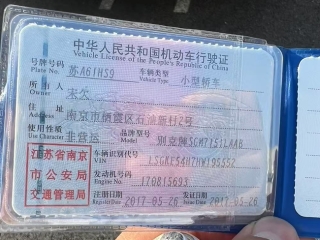 中华人民共和国机动车行驶证
Vehicle License of the People's Republic of China
号牌号码 苏A61HS9 车辆类型 小型轿车
Plate No. Vehicle Type
所有人
Owner
住址 南京市栖霞区石油新村2号
Address
使用性质 非营运 品牌型号 别克牌SGM7151LAAB
Use Character Model
江苏省南京市公安局交通管理局
车辆识别代号 LSGKE54H7HW195552
VIN
发动机号码 170815693
Engine No.
注册日期 2017-05-26 发证日期 2017-05-26
Register Date Issue Date